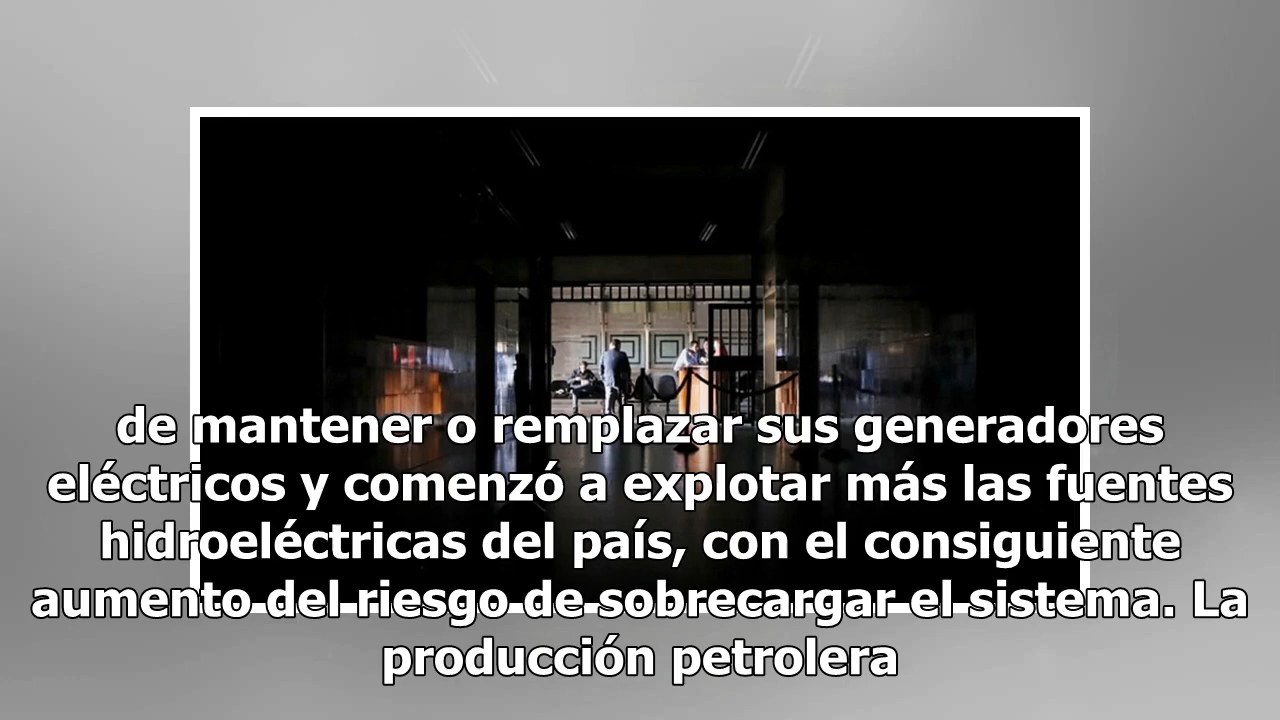 de mantener o remplazar sus generadores
eléctricos y comenzó a explotar más las fuentes
hidroeléctricas del país, con el consiguiente
aumento del riesgo de sobrecargar el sistema. La
producción petrolera